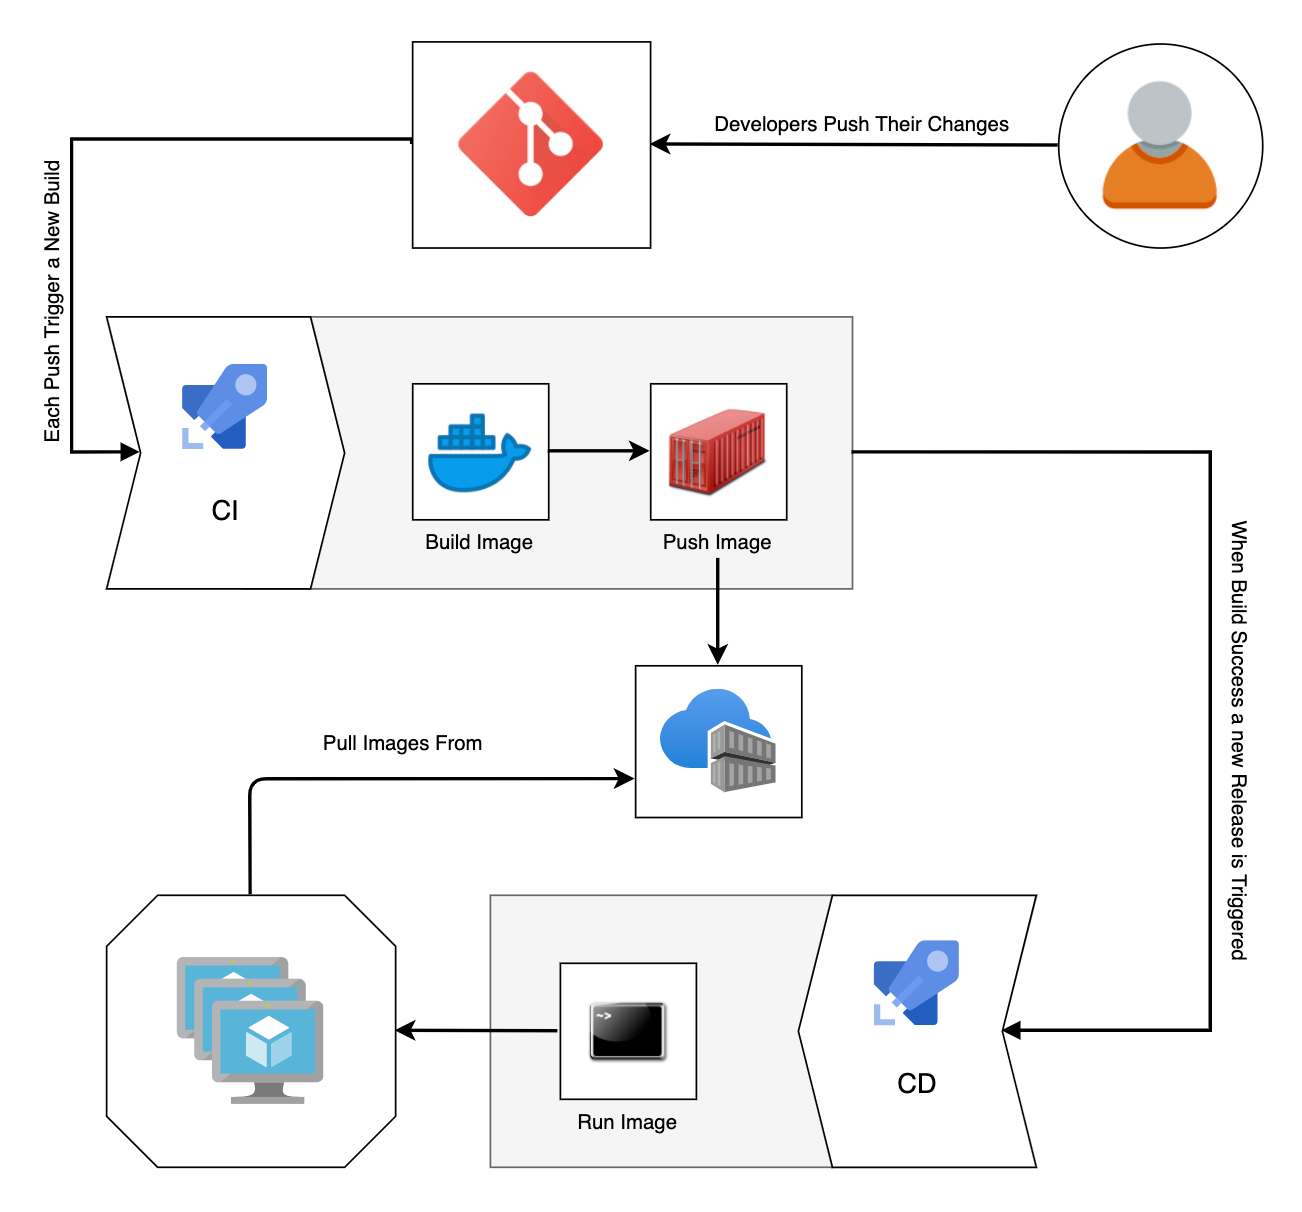 Developers Push Their Changes
Each Push Trigger a New Build
CI
Build Image
Push Image
When Build Success a new Release is Triggered
Pull Images From
~>
Run Image
CD